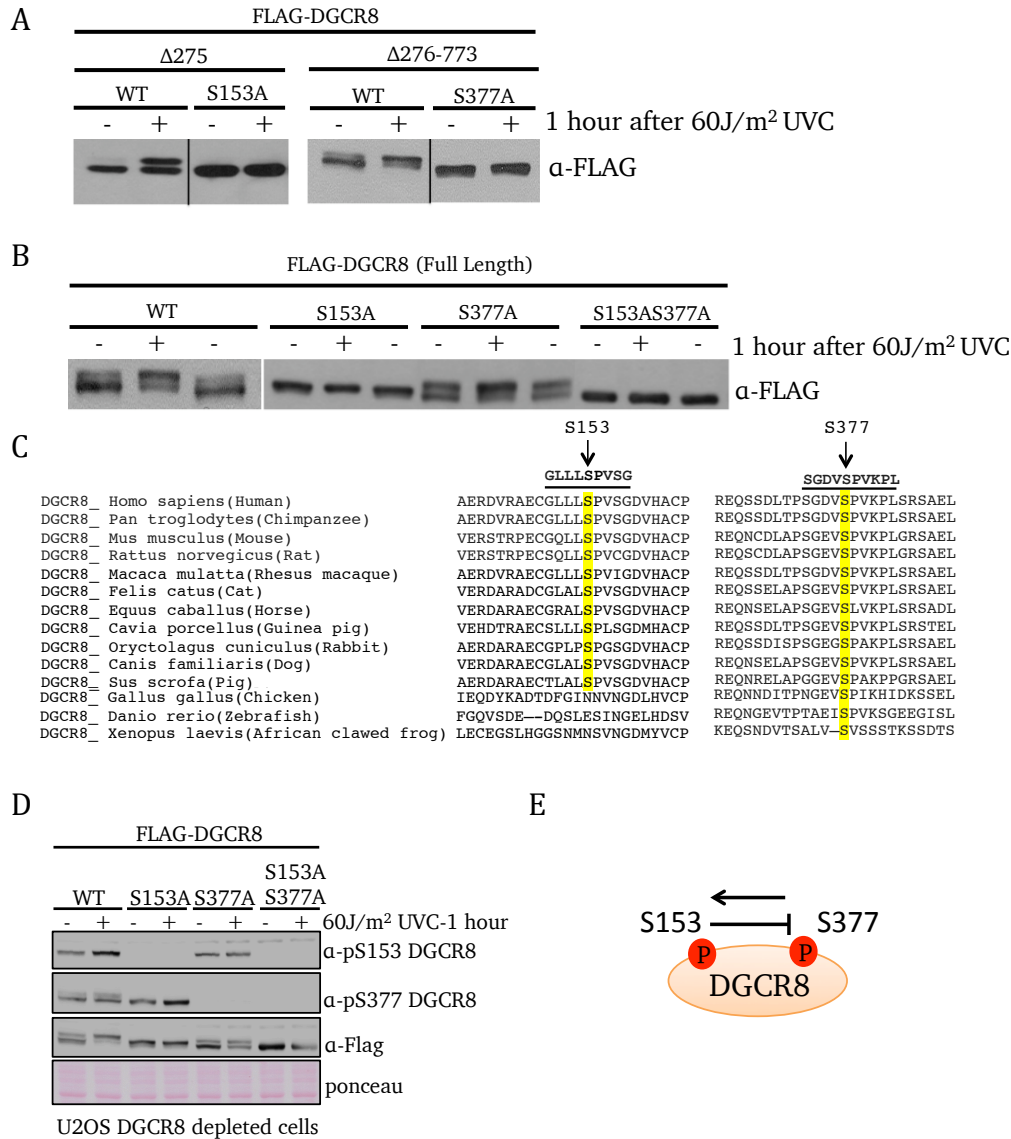 A
FLAG-DGCR8
Δ275 Δ276-773
WT S153A WT S377A
- + - + - + - + 1 hour after 60J/m² UVC
α-FLAG
B
FLAG-DGCR8 (Full Length)
WT S153A S377A S153AS377A
- + - - + - - + - - + - 1 hour after 60J/m² UVC
α-FLAG
C
S153 S377
GLLLSPVSG SGDVSPVKPL
DGCR8_ Homo sapiens(Human) AERDVRAECGLLLSPVSGDVHACP REQSSDLTPSGDVSPVKPLSRSAEL
DGCR8_ Pan troglodytes(Chimpanzee) AERDVRAECGLLLSPVSGDVHACP REQSSDLTPSGDVSPVKPLSRSAEL
DGCR8_ Mus musculus(Mouse) VERSTRPECGQLLSPVSGDVHACP REQNCDLAPSGEVSPVKPLGRSAEL
DGCR8_ Rattus norvegicus(Rat) VERSTRPECSQLLSPVCGDVHACP REQSCDLAPSGEVSPVKPLGRSAEL
DGCR8_ Macaca mulatta(Rhesus macaque) AERDVRAECGLLLSPVIGDVHACP REQSSDLTPSGDVSPVKPLSRSAEL
DGCR8_ Felis catus(Cat) VERDARADCGLALSPVSGDVHACP REQSSELAPSGEVSPVKPLSRSAEL
DGCR8_ Equus caballus(Horse) VERDARAECGRALSPVSGDVHACP REQNSELAPSGEVSLVKPLSRSADL
DGCR8_ Cavia porcellus(Guinea pig) VEHDTRAECSLLLSPLSGDMHACP REQSSDLTPSGDVSPVKPLSRSTEL
DGCR8_ Oryctolagus cuniculus(Rabbit) VERDARAECGPLPSPGSGDVHACP REQSSDISPSGEGSPAKPLSRSAEL
DGCR8_ Canis familiaris(Dog) VERDARAECGLALSPVSGDVHACP REQNSELAPSGEVSPVKPLSRSAEL
DGCR8_ Sus scrofa(Pig) AERDARAECTLALSPVSGDVHACP REQNRELAPGGEVSPAKPPGRSAEL
DGCR8_ Gallus gallus(Chicken) IEQDYKADTDFGINNVNGDLHVCP REQNNDITPNGEVSPIKHIDKSSEL
DGCR8_ Danio rerio(Zebrafish) FGQVSDE--DQSLESINGELHDSV REQNGEVTPTAEISPVKSGEEGISL
DGCR8_ Xenopus laevis(African clawed frog) LECEGSLHGGSNMNSVNGDMYVCP KEQSNDVTSALV-SVSSSTKSSDTS
D
FLAG-DGCR8
S153A
WT S153A S377A S377A
- + - + - + - + 60J/m² UVC-1 hour
α-pS153 DGCR8
α-pS377 DGCR8
α-Flag
ponceau
U2OS DGCR8 depleted cells
E
S153 S377
P P
DGCR8